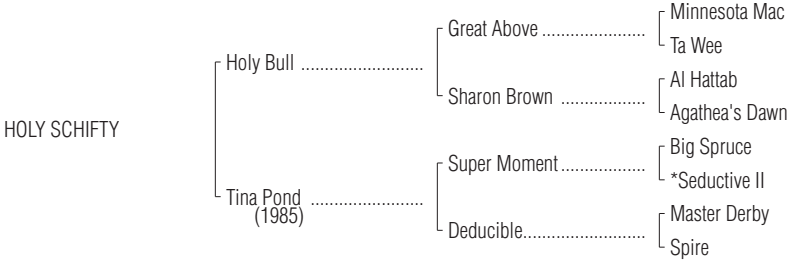 Minnesota Mac
Great Above ......................
Ta Wee
Holy Bull .........................
Al Hattab
Sharon Brown ..................
Agathea's Dawn
HOLY SCHIFTY
Big Spruce
Super Moment ..................
*Seductive II
Tina Pond .......................
(1985)
Master Derby
Deducible.........................
Spire